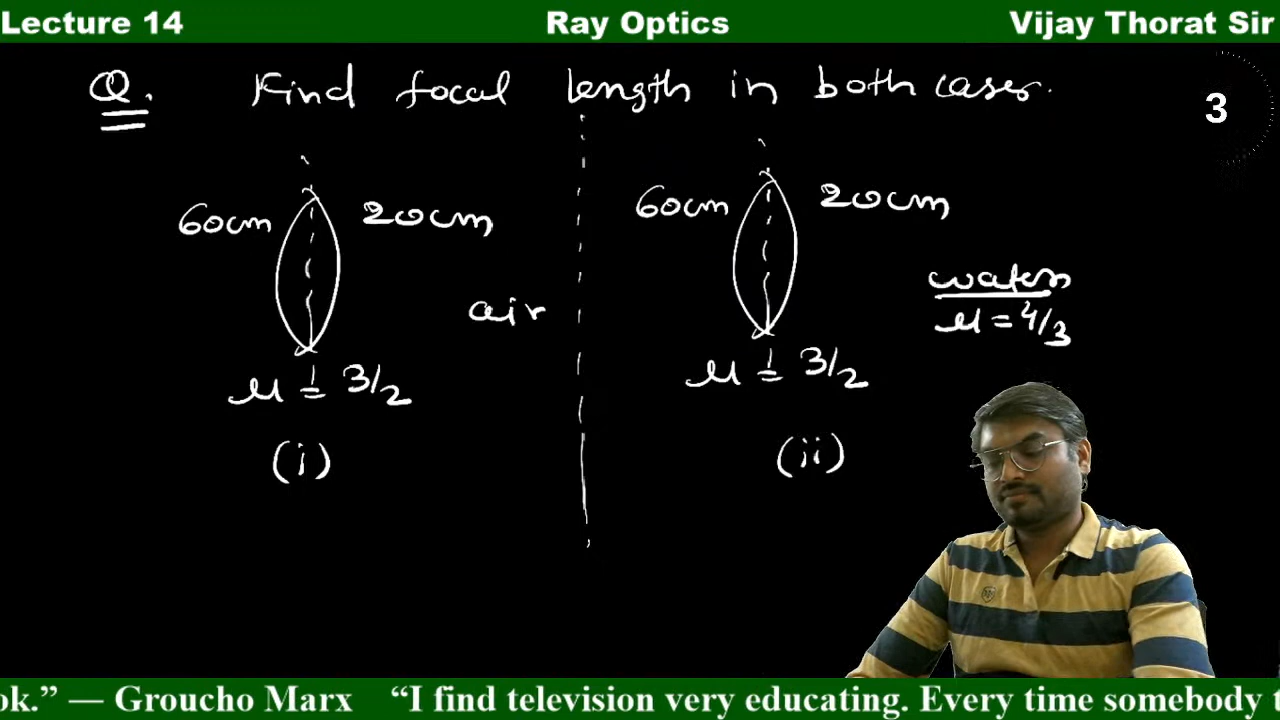 Lecture 14 Ray Optics Vijay Thorat Sir
Q. Find focal length in both cases.
3
60cm 20cm
air
μ = 3/2
(i)
60cm 20cm
water
μ = 4/3
μ = 3/2
(ii)
ok.” — Groucho Marx “I find television very educating. Every time somebody t